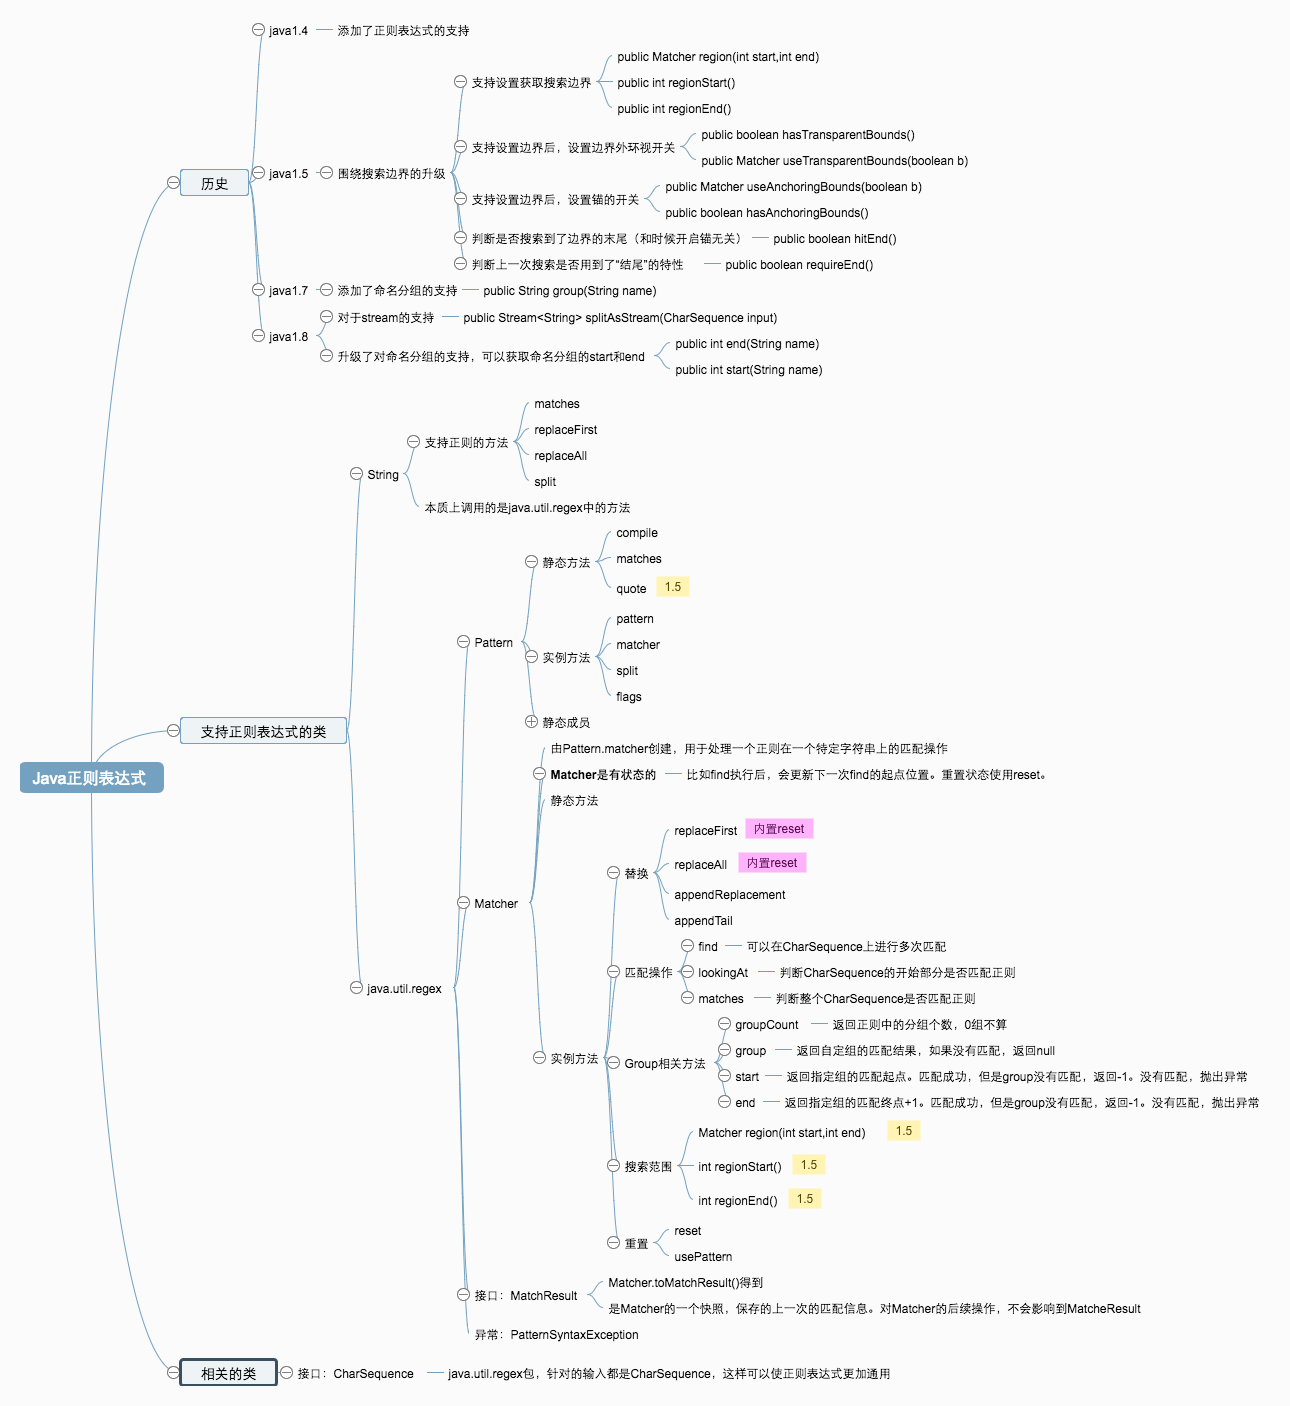 java1.4
添加了正则表达式的支持
public Matcher region(int start,int end)
支持设置获取搜索边界
public int regionStart()
public int regionEnd()
public boolean hasTransparentBounds()
支持设置边界后，设置边界外环视开关
public Matcher useTransparentBounds(boolean b)
历史
java1.5
围绕搜索边界的升级
public Matcher useAnchoringBounds(boolean b)
支持设置边界后，设置锚的开关
public boolean hasAnchoringBounds()
判断是否搜索到了边界的末尾（和时候开启锚无关）
public boolean hitEnd()
判断上一次搜索是否用到了“结尾”的特性
public boolean requireEnd()
java1.7
添加了命名分组的支持
public String group(String name)
java1.8
对于stream的支持
public Stream<String> splitAsStream(CharSequence input)
升级了对命名分组的支持，可以获取命名分组的start和end
public int end(String name)
public int start(String name)
String
支持正则的方法
matches
replaceFirst
replaceAll
split
本质上调用的是java.util.regex中的方法
Pattern
静态方法
compile
matches
quote
1.5
实例方法
pattern
matcher
split
flags
静态成员
支持正则表达式的类
Java正则表达式
由Pattern.matcher创建，用于处理一个正则在一个特定字符串上的匹配操作
Matcher是有状态的
比如find执行后，会更新下一次find的起点位置。重置状态使用reset。
静态方法
Matcher
替换
replaceFirst
内置reset
replaceAll
内置reset
appendReplacement
appendTail
java.util.regex
匹配操作
find
可以在CharSequence上进行多次匹配
lookingAt
判断CharSequence的开始部分是否匹配正则
matches
判断整个CharSequence是否匹配正则
实例方法
Group相关方法
groupCount
返回正则中的分组个数，0组不算
group
返回自定组的匹配结果，如果没有匹配，返回null
start
返回指定组的匹配起点。匹配成功，但是group没有匹配，返回-1。没有匹配，抛出异常
end
返回指定组的匹配终点+1。匹配成功，但是group没有匹配，返回-1。没有匹配，抛出异常
搜索范围
Matcher region(int start,int end)
1.5
int regionStart()
1.5
int regionEnd()
1.5
重置
reset
usePattern
接口：MatchResult
Matcher.toMatchResult()得到
是Matcher的一个快照，保存的上一次的匹配信息。对Matcher的后续操作，不会影响到MatcheResult
异常：PatternSyntaxException
相关的类
接口：CharSequence
java.util.regex包，针对的输入都是CharSequence，这样可以使正则表达式更加通用